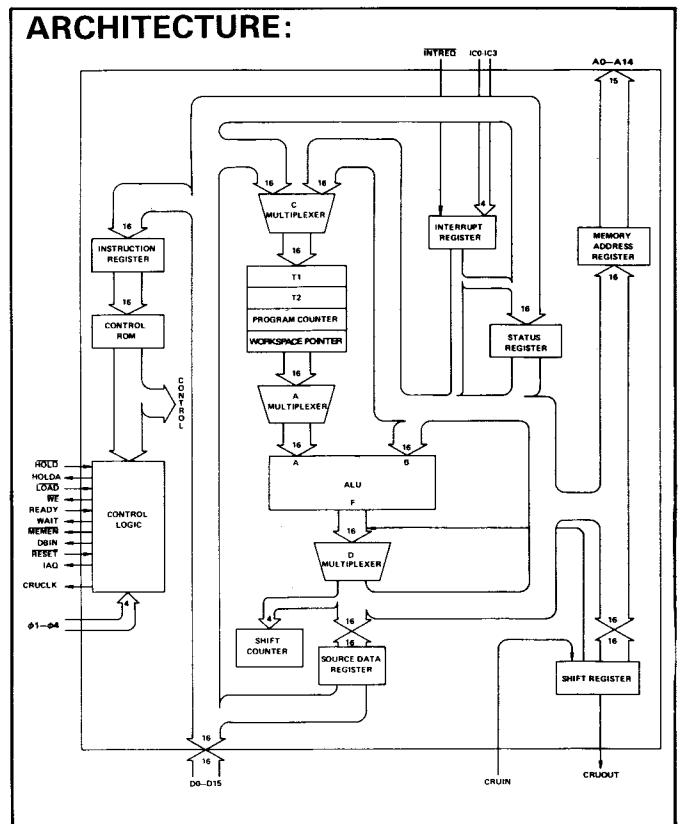 ARCHITECTURE:
INTREQ IC0-IC3 A0—A14
15
16 16
C
MULTIPLEXER
4
16
INSTRUCTION
REGISTER
INTERRUPT
REGISTER
MEMORY
ADDRESS
REGISTER
16
T1
T2
PROGRAM COUNTER
WORKSPACE POINTER
16
16
CONTROL
ROM
16
STATUS
REGISTER
16
A
MULTIPLEXER
CONTROL
16 16
A B
ALU
F
HOLD
HOLDA
LOAD
WE
READY
WAIT
MEMEN
DBIN
RESET
IAQ
CRUCLK
CONTROL
LOGIC
4
ϕ1—ϕ4
16
D
MULTIPLEXER
4
SHIFT
COUNTER
16
16
SOURCE DATA
REGISTER
16
16
SHIFT REGISTER
16
16
D0—D15
CRUIN
CRUOUT